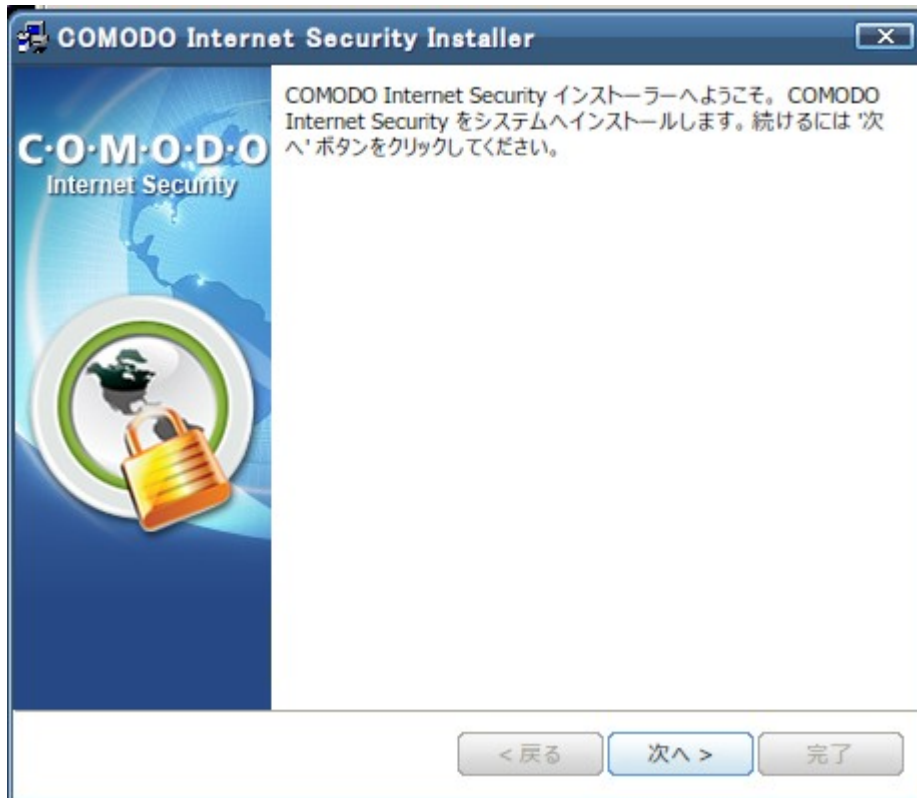 COMODO Internet Security Installer
C·O·M·O·D·O
Internet Security
COMODO Internet Security インストーラーへようこそ。 COMODO
Internet Security をシステムへインストールします。続けるには '次
へ' ボタンをクリックしてください。
< 戻る
次へ >
完了